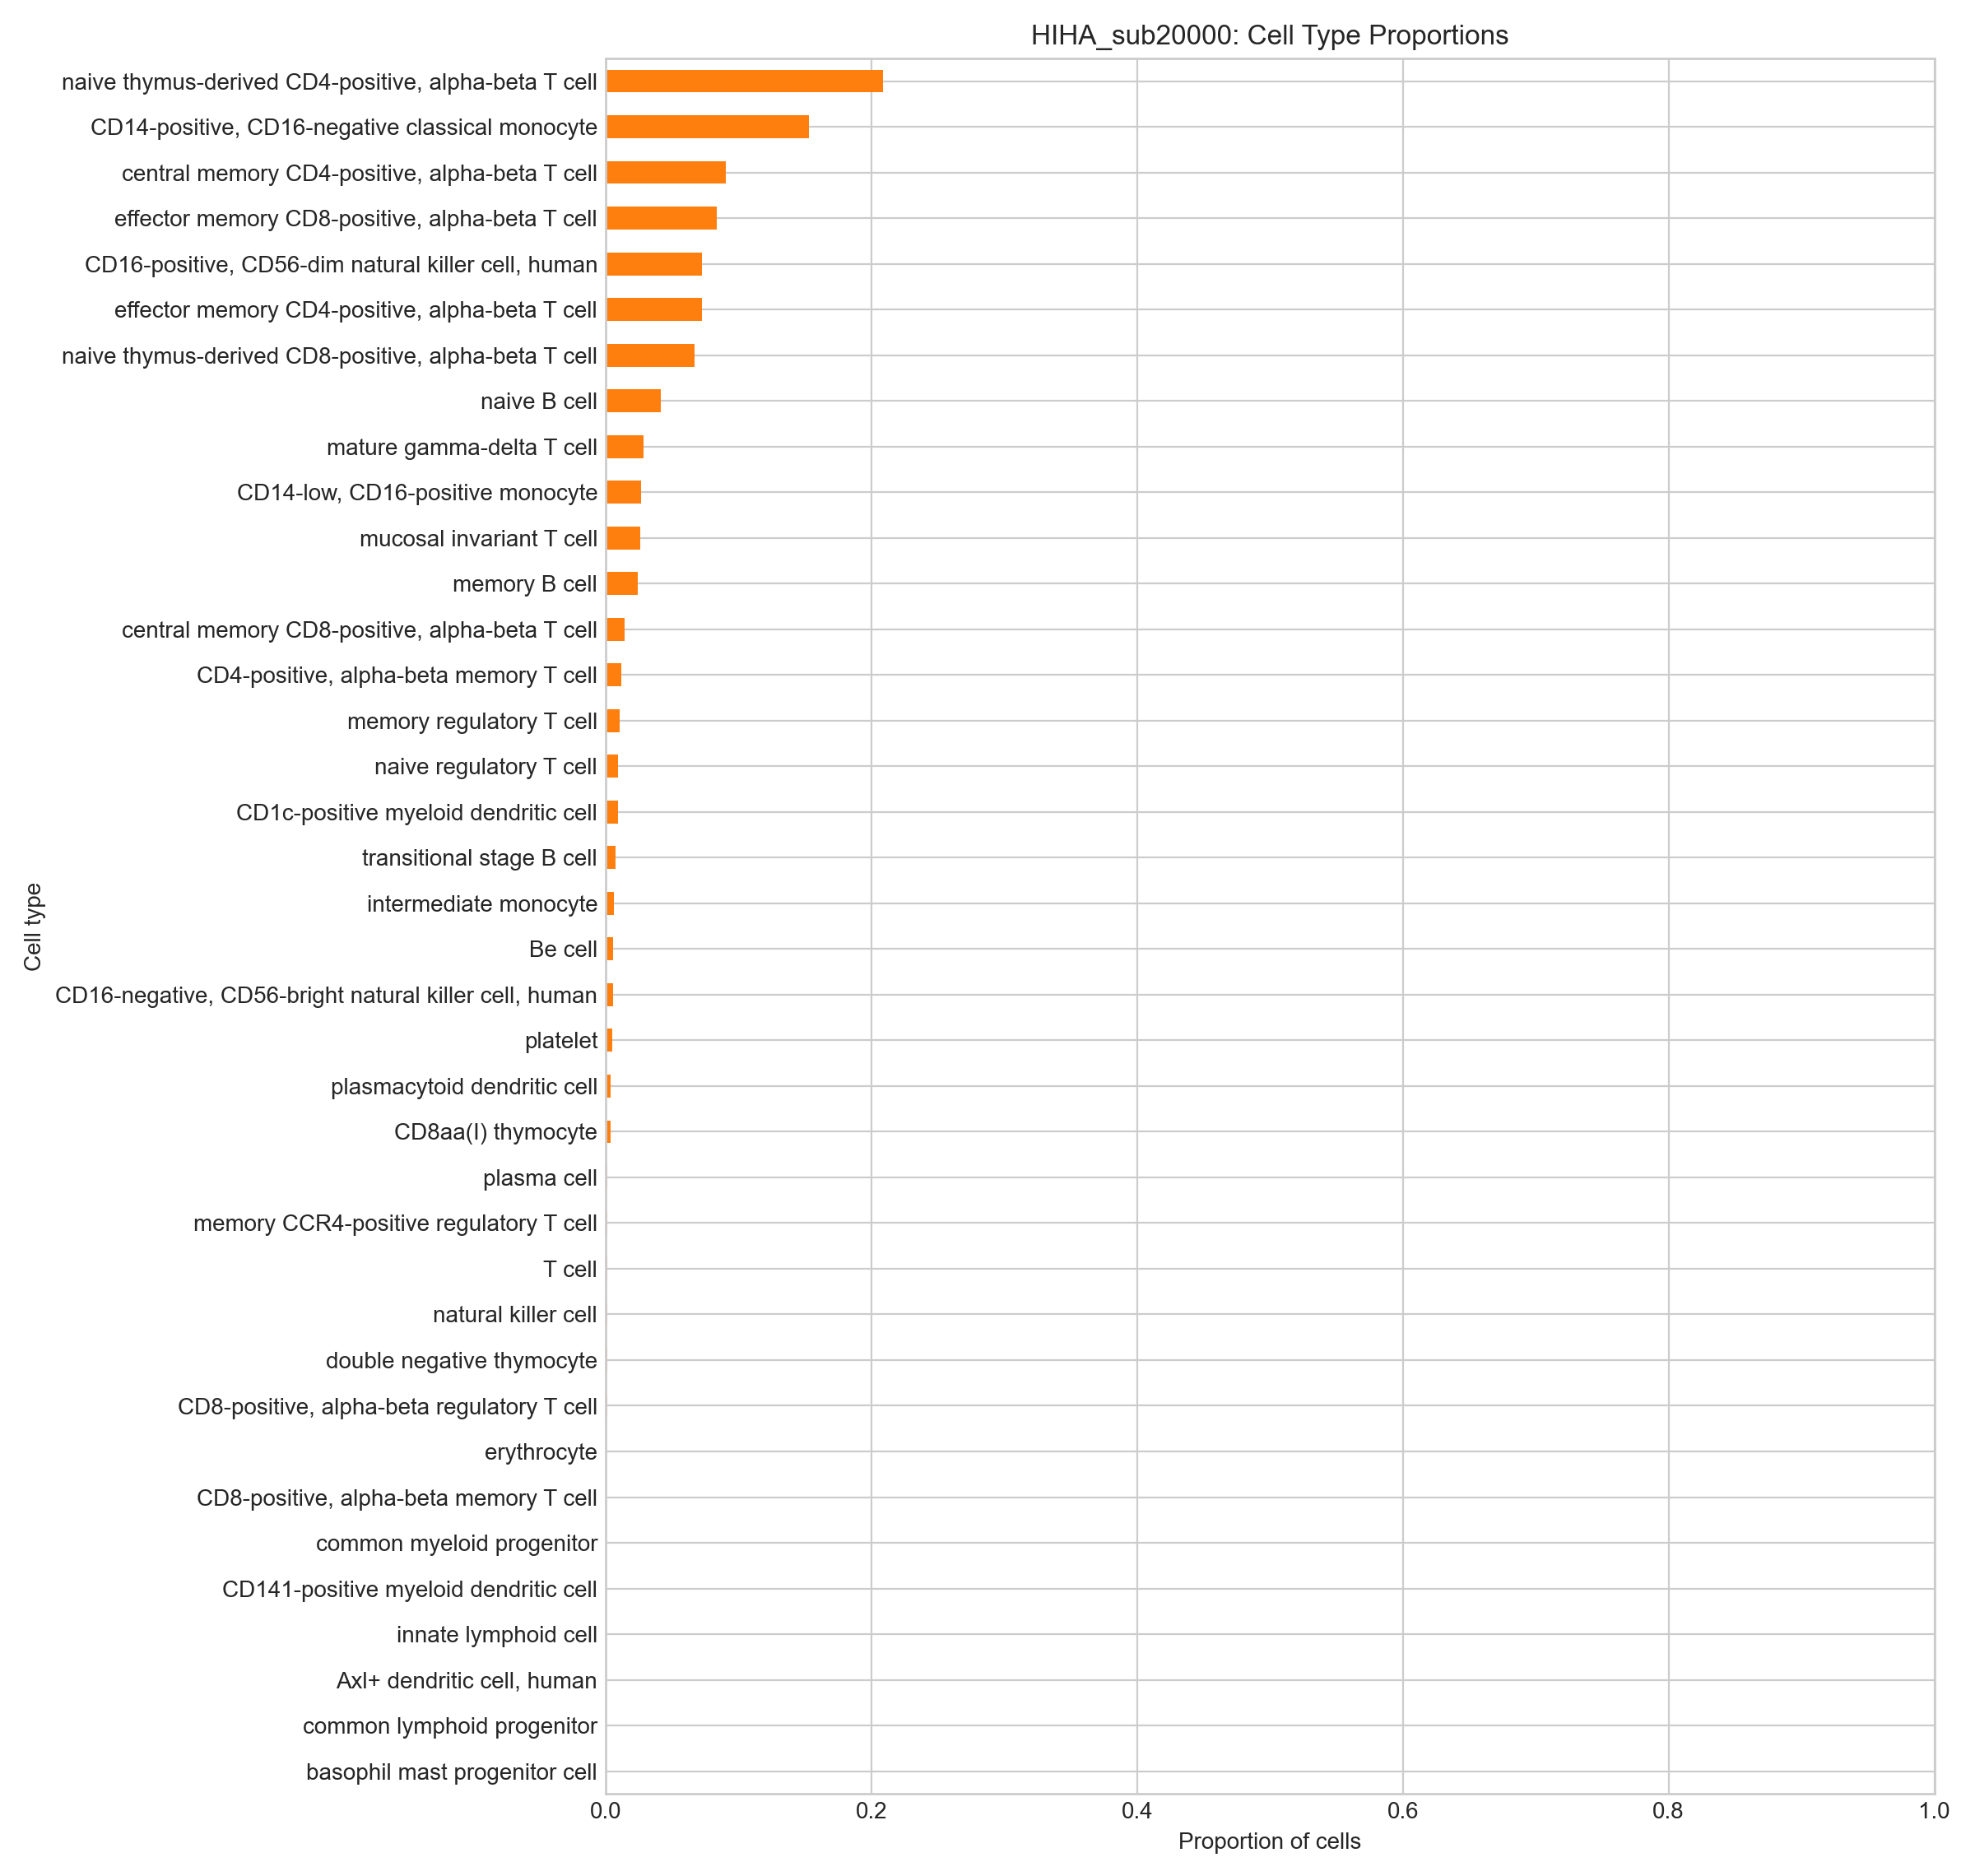 HIHA_sub20000: Cell Type Proportions
naive thymus-derived CD4-positive, alpha-beta T cell
CD14-positive, CD16-negative classical monocyte
central memory CD4-positive, alpha-beta T cell
effector memory CD8-positive, alpha-beta T cell
CD16-positive, CD56-dim natural killer cell, human
effector memory CD4-positive, alpha-beta T cell
naive thymus-derived CD8-positive, alpha-beta T cell
naive B cell
mature gamma-delta T cell
CD14-low, CD16-positive monocyte
mucosal invariant T cell
memory B cell
central memory CD8-positive, alpha-beta T cell
CD4-positive, alpha-beta memory T cell
memory regulatory T cell
naive regulatory T cell
CD1c-positive myeloid dendritic cell
transitional stage B cell
intermediate monocyte
Be cell
CD16-negative, CD56-bright natural killer cell, human
platelet
plasmacytoid dendritic cell
CD8aa(I) thymocyte
plasma cell
memory CCR4-positive regulatory T cell
T cell
natural killer cell
double negative thymocyte
CD8-positive, alpha-beta regulatory T cell
erythrocyte
CD8-positive, alpha-beta memory T cell
common myeloid progenitor
CD141-positive myeloid dendritic cell
innate lymphoid cell
Axl+ dendritic cell, human
common lymphoid progenitor
basophil mast progenitor cell
Cell type
0.0 0.2 0.4 0.6 0.8 1.0
Proportion of cells